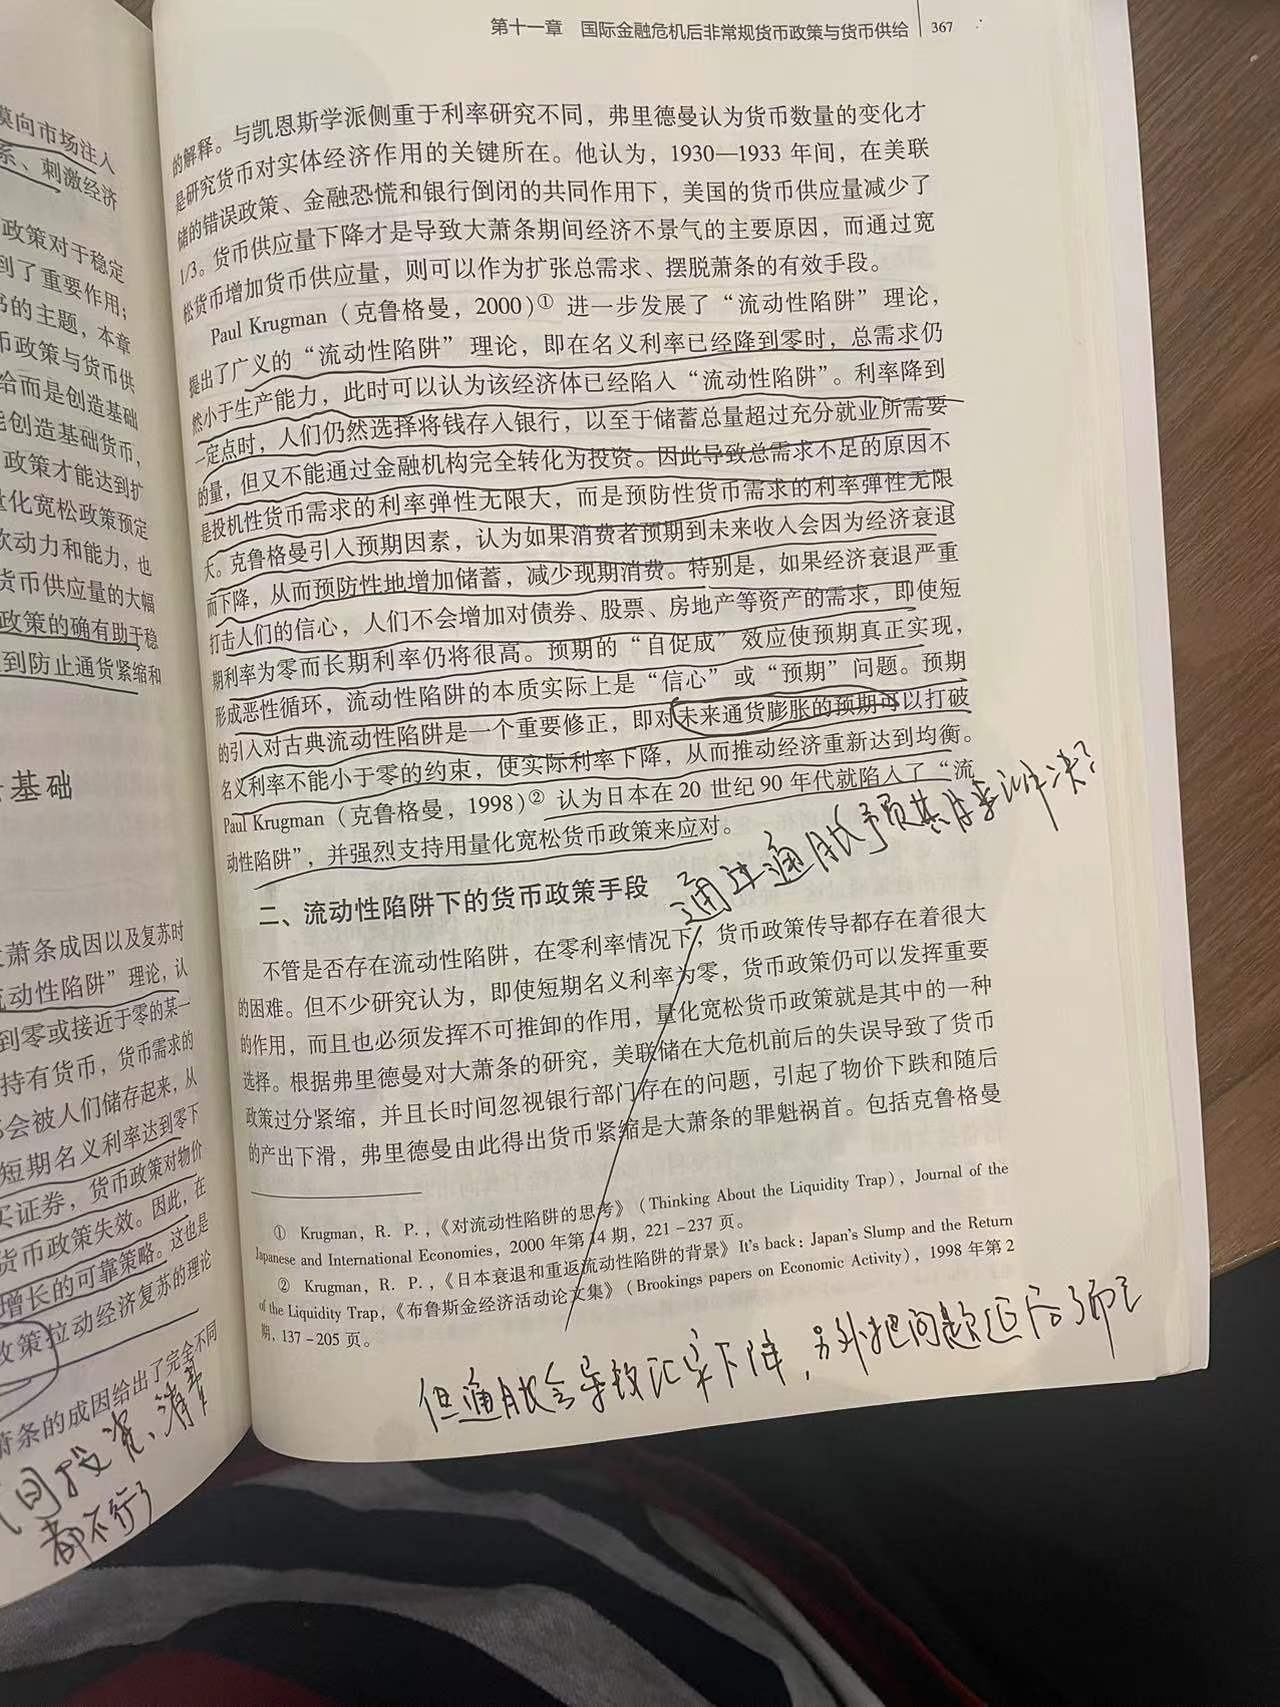 模向市场注入
系、刺激经济
政策对于稳定
到了重要作用；
书的主题，本章
币政策与货币供
给而是创造基础
能创造基础货币，
政策才能达到扩
量化宽松政策预定
欠动力和能力，也
货币供应量的大幅
政策的确有助于稳
到防止通货紧缩和
基础
萧条成因以及复苏时
流动性陷阱”理论，认
到零或接近于零的某一
持有货币，货币需求的
会被人们储存起来，从
短期名义利率达到零下
买证券，货币政策对物价
货币政策失效。因此，在
增长的可靠策略。这也是
政策拉动经济复苏的理论
萧条的成因给出了完全不同
间投资、消费
都不行了
第十一章　国际金融危机后非常规货币政策与货币供给　367
的解释。与凯恩斯学派侧重于利率研究不同，弗里德曼认为货币数量的变化才
是研究货币对实体经济作用的关键所在。他认为，1930—1933 年间，在美联
储的错误政策、金融恐慌和银行倒闭的共同作用下，美国的货币供应量减少了
1/3。货币供应量下降才是导致大萧条期间经济不景气的主要原因，而通过宽
松货币增加货币供应量，则可以作为扩张总需求、摆脱萧条的有效手段。
Paul Krugman（克鲁格曼，2000）① 进一步发展了“流动性陷阱”理论，
提出了广义的“流动性陷阱”理论，即在名义利率已经降到零时，总需求仍
然小于生产能力，此时可以认为该经济体已经陷入“流动性陷阱”。利率降到
一定点时，人们仍然选择将钱存入银行，以至于储蓄总量超过充分就业所需要
的量，但又不能通过金融机构完全转化为投资。因此导致总需求不足的原因不
是投机性货币需求的利率弹性无限大，而是预防性货币需求的利率弹性无限
大。克鲁格曼引入预期因素，认为如果消费者预期到未来收入会因为经济衰退
而下降，从而预防性地增加储蓄，减少现期消费。特别是，如果经济衰退严重
打击人们的信心，人们不会增加对债券、股票、房地产等资产的需求，即使短
期利率为零而长期利率仍将很高。预期的“自促成”效应使预期真正实现，
形成恶性循环，流动性陷阱的本质实际上是“信心”或“预期”问题。预期
的引入对古典流动性陷阱是一个重要修正，即对未来通货膨胀的预期可以打破
名义利率不能小于零的约束，使实际利率下降，从而推动经济重新达到均衡。
Paul Krugman（克鲁格曼，1998）② 认为日本在 20 世纪 90 年代就陷入了“流
动性陷阱”，并强烈支持用量化宽松货币政策来应对。
通过通胀预期来解决？
二、流动性陷阱下的货币政策手段
不管是否存在流动性陷阱，在零利率情况下，货币政策传导都存在着很大
的困难。但不少研究认为，即使短期名义利率为零，货币政策仍可以发挥重要
的作用，而且也必须发挥不可推卸的作用，量化宽松货币政策就是其中的一种
选择。根据弗里德曼对大萧条的研究，美联储在大危机前后的失误导致了货币
政策过分紧缩，并且长时间忽视银行部门存在的问题，引起了物价下跌和随后
的产出下滑，弗里德曼由此得出货币紧缩是大萧条的罪魁祸首。包括克鲁格曼
① Krugman, R. P.，《对流动性陷阱的思考》（Thinking About the Liquidity Trap），Journal of the
Japanese and International Economies，2000 年第 14 期，221－237 页。
② Krugman, R. P.，《日本衰退和重返流动性陷阱的背景》It's back: Japan's Slump and the Return
of the Liquidity Trap，《布鲁斯金经济活动论文集》（Brookings papers on Economic Activity），1998 年第 2
期，137－205 页。
但通胀会导致汇率下降，另外把问题延后了而已